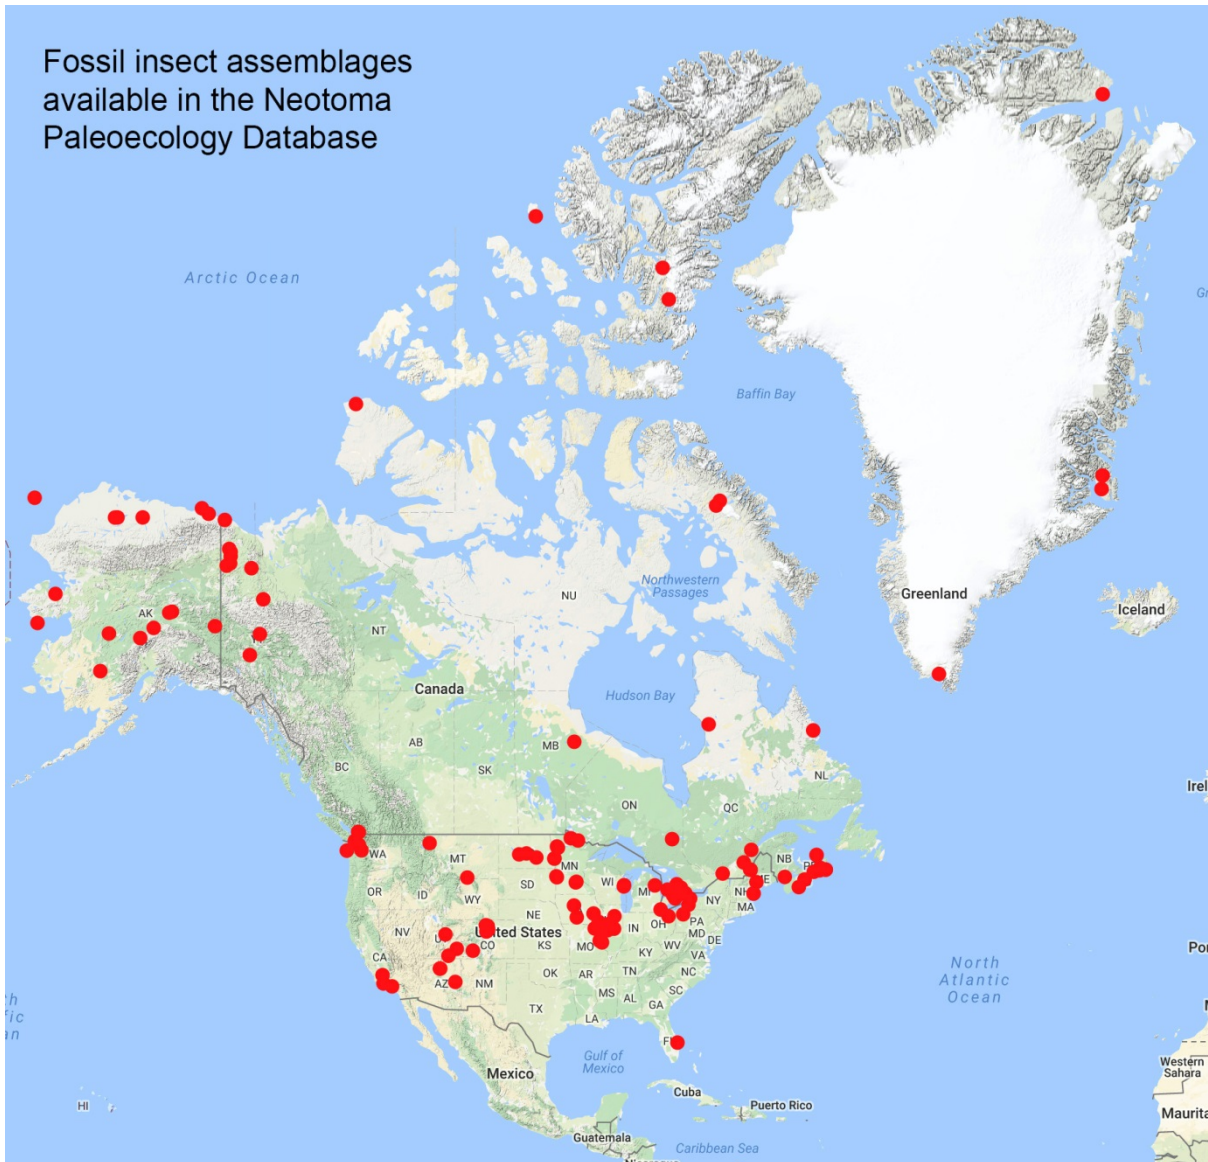 Fossil insect assemblages
available in the Neotoma
Paleoecology Database
Arctic Ocean
Gr
Baffin Bay
Northwestern
Passages
NU
Greenland
Iceland
AK
NT
Canada
Hudson Bay
AB
MB
BC
SK
NL
Irel
ON
QC
WA
MT
MN
NB
OR
ID
SD
WI
MI
NH
WY
NY
MA
NE
PA
NV
United States
IN
OH
MD
CO
DE
KS
MO
WV
Por
CA
KY
VA
OK
AR
TN
NC
North
Atlantic
Ocean
AZ
NM
MS
AL
SC
GA
TX
LA
Gulf of
Mexico
Mexico
Western
Sahara
Cuba
HI
Puerto Rico
Maurita
Guatemala
Caribbean Sea